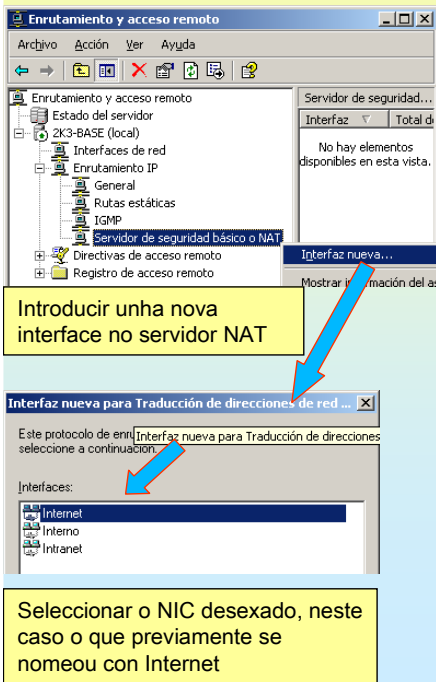 Enrutamiento y acceso remoto
Archivo Acción Ver Ayuda
Enrutamiento y acceso remoto
Estado del servidor
2K3-BASE (local)
Interfaces de red
Enrutamiento IP
General
Rutas estáticas
IGMP
Servidor de seguridad básico o NAT
Directivas de acceso remoto
Registro de acceso remoto
Servidor de seguridad...
Interfaz Total de
No hay elementos
disponibles en esta vista.
Interfaz nueva...
Mostrar información del as
Introducir unha nova
interface no servidor NAT
Interfaz nueva para Traducción de direcciones de red ...
Este protocolo de
Interfaz nueva para Traducción de direcciones
seleccione a continuación.
Interfaces:
Internet
Interno
Intranet
Seleccionar o NIC desexado, neste
caso o que previamente se
nomeou con Internet